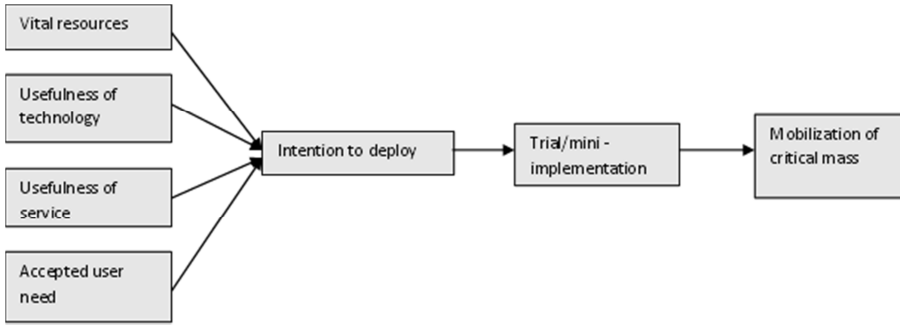 Vital resources
Usefulness of
technology
Usefulness of
service
Accepted user
need
Intention to deploy
Trial/mini -
implementation
Mobilization of
critical mass